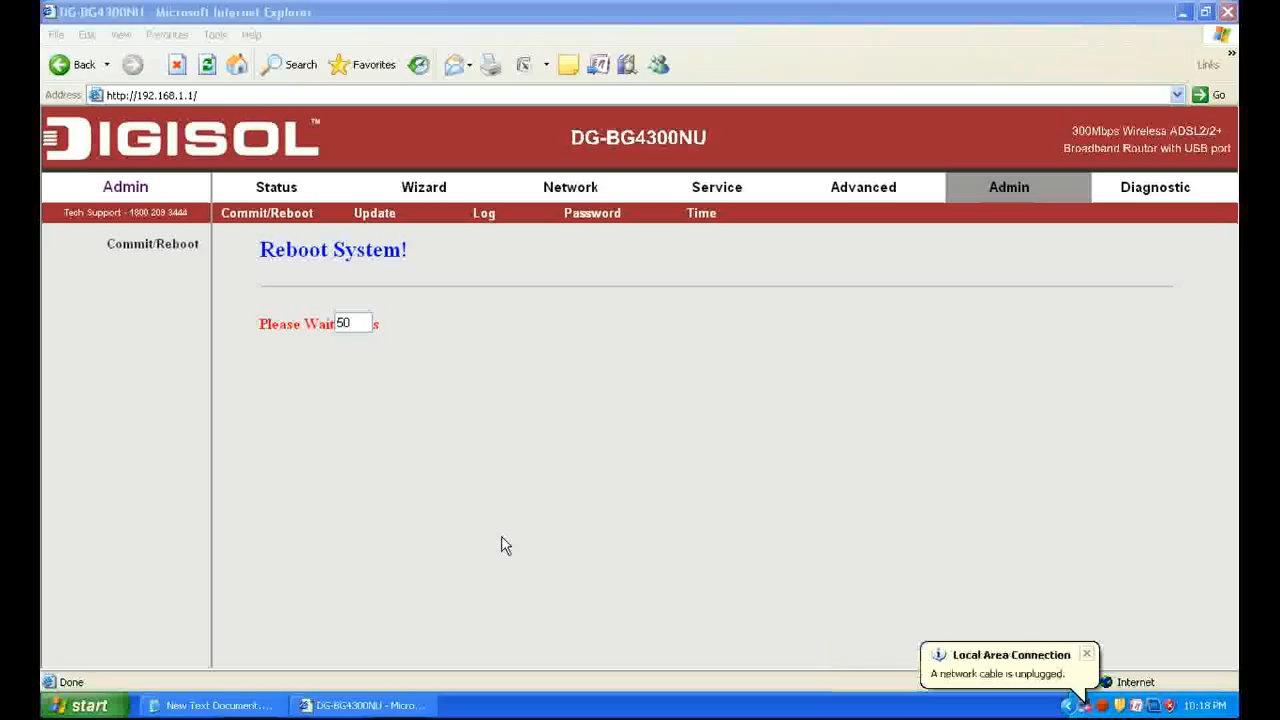 DG-BG4300NU - Microsoft Internet Explorer
File Edit View Favorites Tools Help
Back Search Favorites Links
Address http://192.168.1.1/ Go
DIGISOL™
DG-BG4300NU
300Mbps Wireless ADSL2/2+
Broadband Router with USB port
Admin Status Wizard Network Service Advanced Admin Diagnostic
Tech Support - 1800 209 3444 Commit/Reboot Update Log Password Time
Commit/Reboot
Reboot System!
Please Wait 50 s
Local Area Connection
A network cable is unplugged.
Done Internet
start New Text Document.... DG-BG4300NU - Micro... 10:18 PM